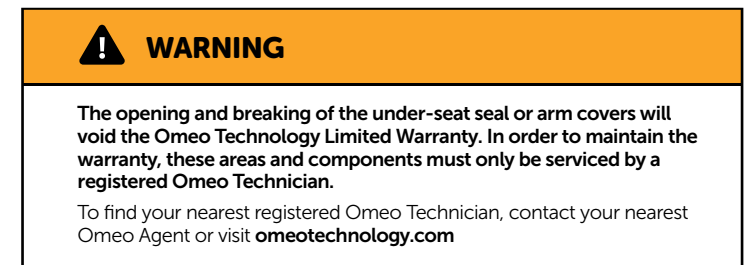 WARNING
The opening and breaking of the under-seat seal or arm covers will
void the Omeo Technology Limited Warranty. In order to maintain the
warranty, these areas and components must only be serviced by a
registered Omeo Technician.
To find your nearest registered Omeo Technician, contact your nearest
Omeo Agent or visit omeotechnology.com